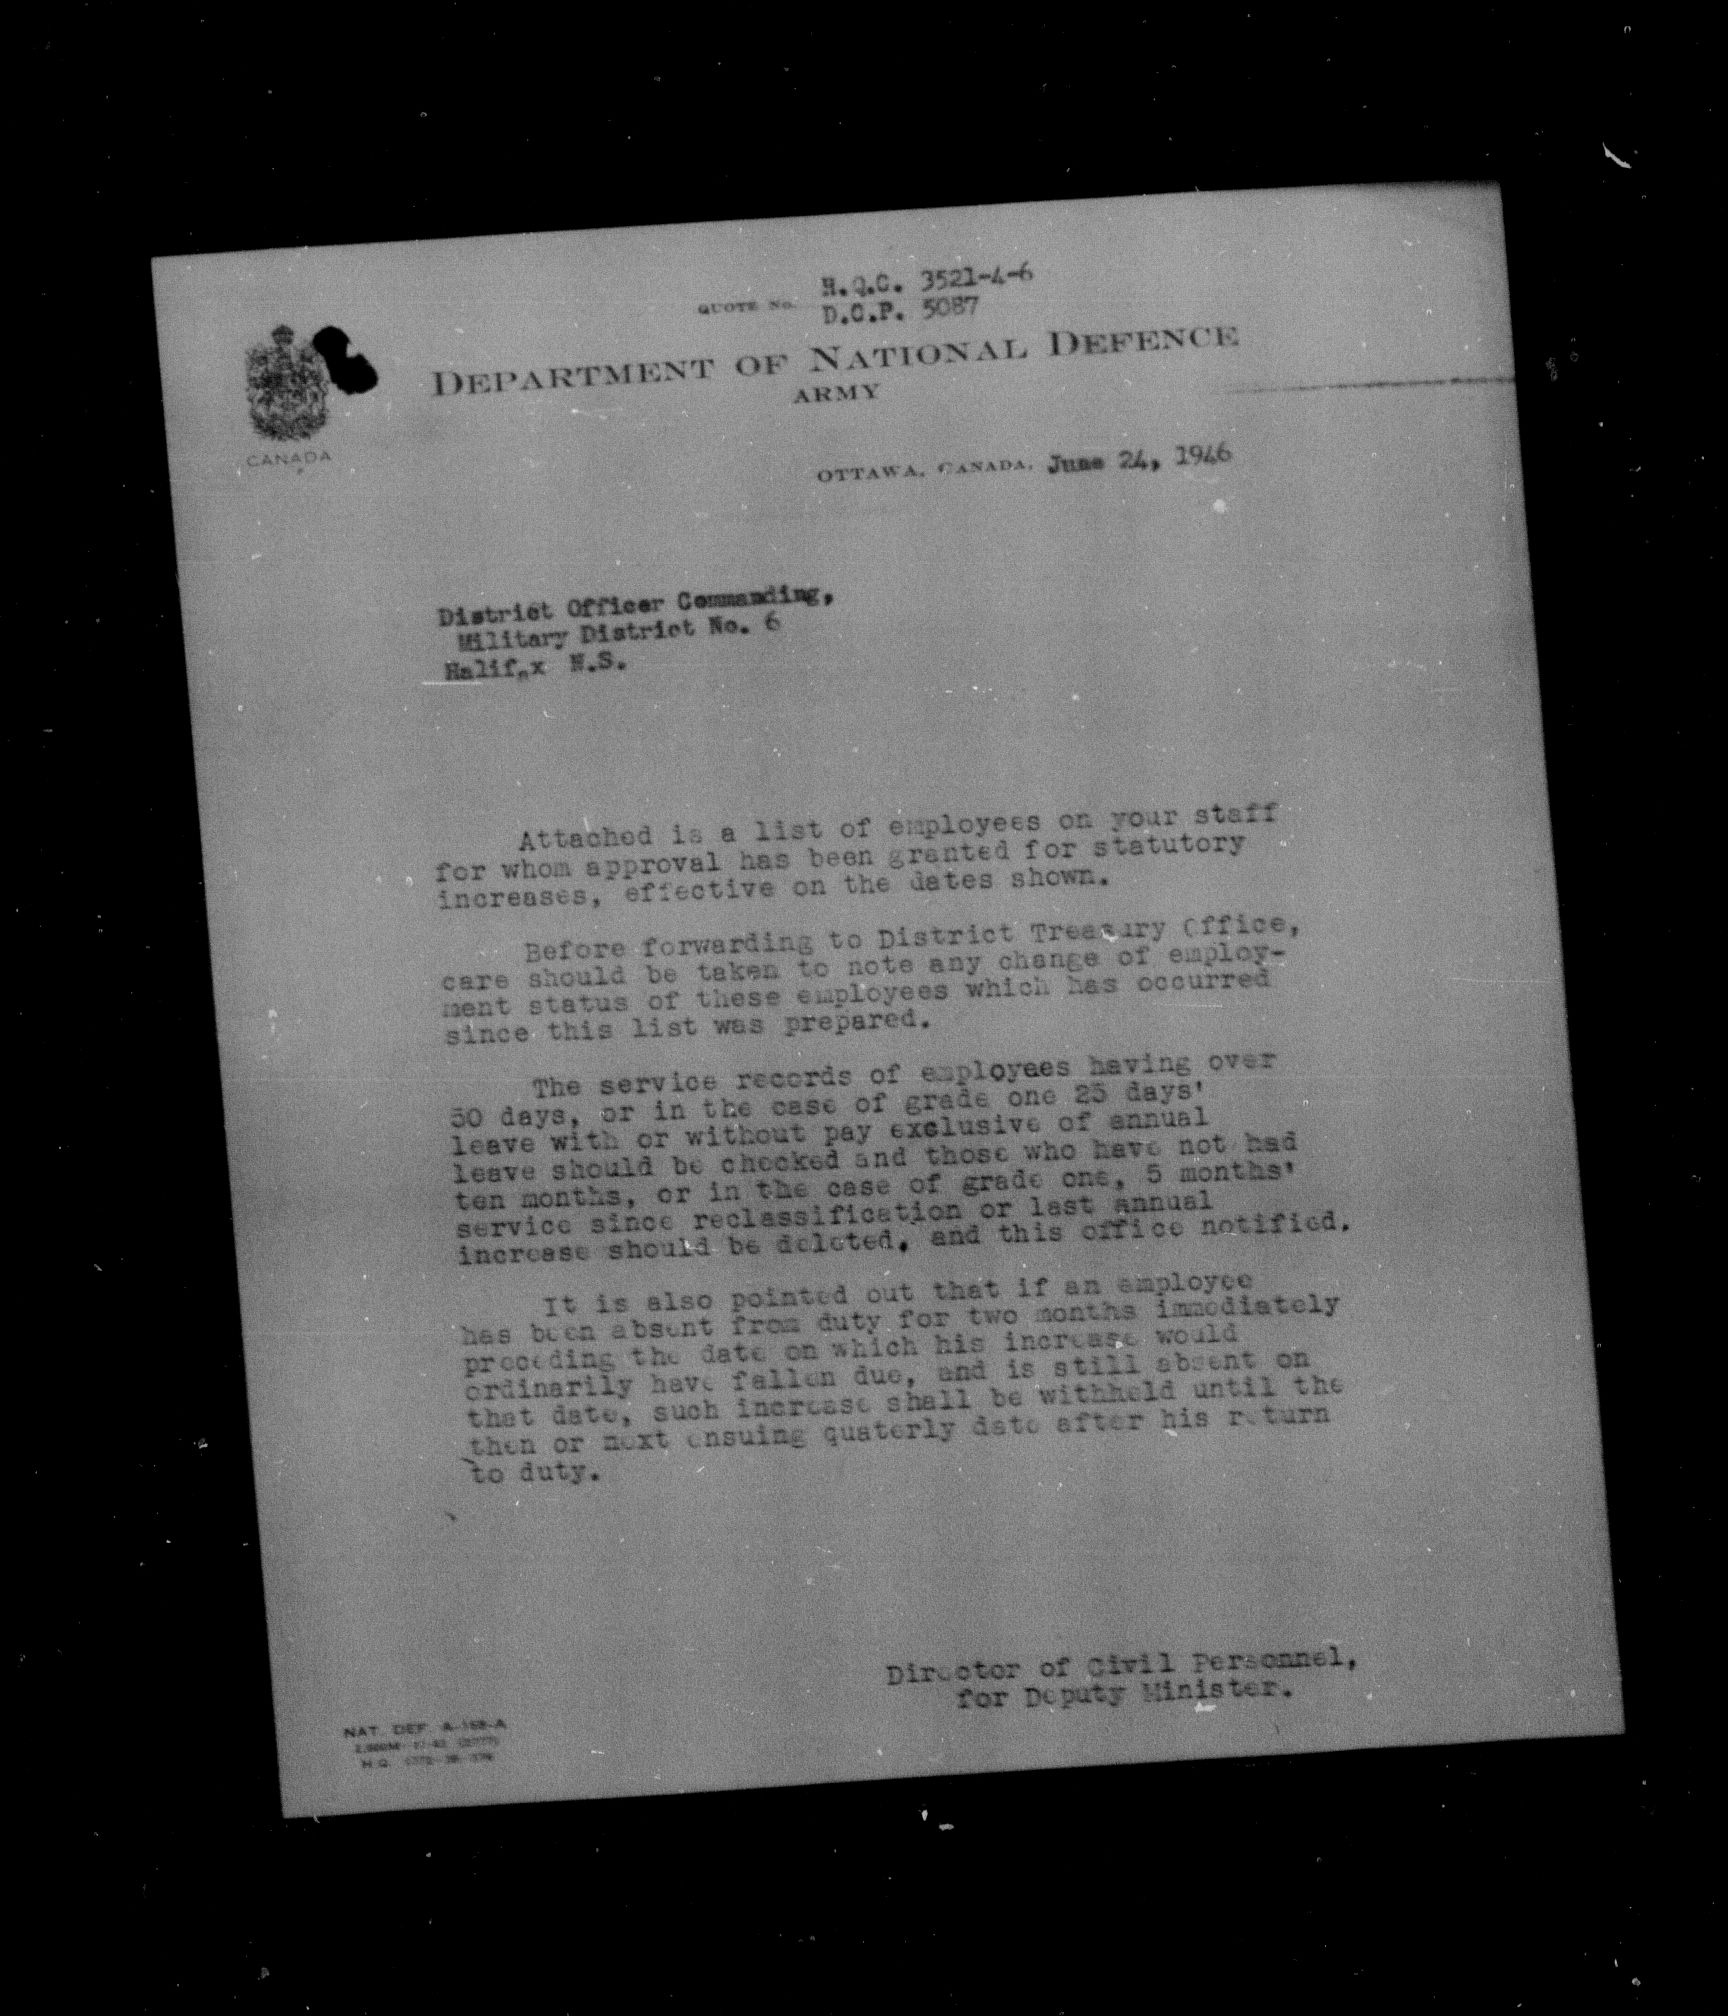 H.Q.C. 3521-4-6
QUOTE No. D.C.P. 5087
DEPARTMENT OF NATIONAL DEFENCE
ARMY
CANADA
OTTAWA, CANADA, June 24, 1946
District Officer Commanding,
Military District No. 6
Halifax N.S.
Attached is a list of employees on your staff
for whom approval has been granted for statutory
increases, effective on the dates shown.
Before forwarding to District Treasury Office,
care should be taken to note any change of employ-
ment status of these employees which has occurred
since this list was prepared.
The service records of employees having over
50 days, or in the case of grade one 25 days'
leave with or without pay exclusive of annual
leave should be checked and those who have not had
ten months, or in the case of grade one, 5 months'
service since reclassification or last annual
increase should be deleted, and this office notified.
It is also pointed out that if an employee
has been absent from duty for two months immediately
preceding the date on which his increase would
ordinarily have fallen due, and is still absent on
that date, such increase shall be withheld until the
then or next ensuing quaterly date after his return
to duty.
Director of Civil Personnel,
for Deputy Minister.
NAT. DEF. A-168-A
H.Q.